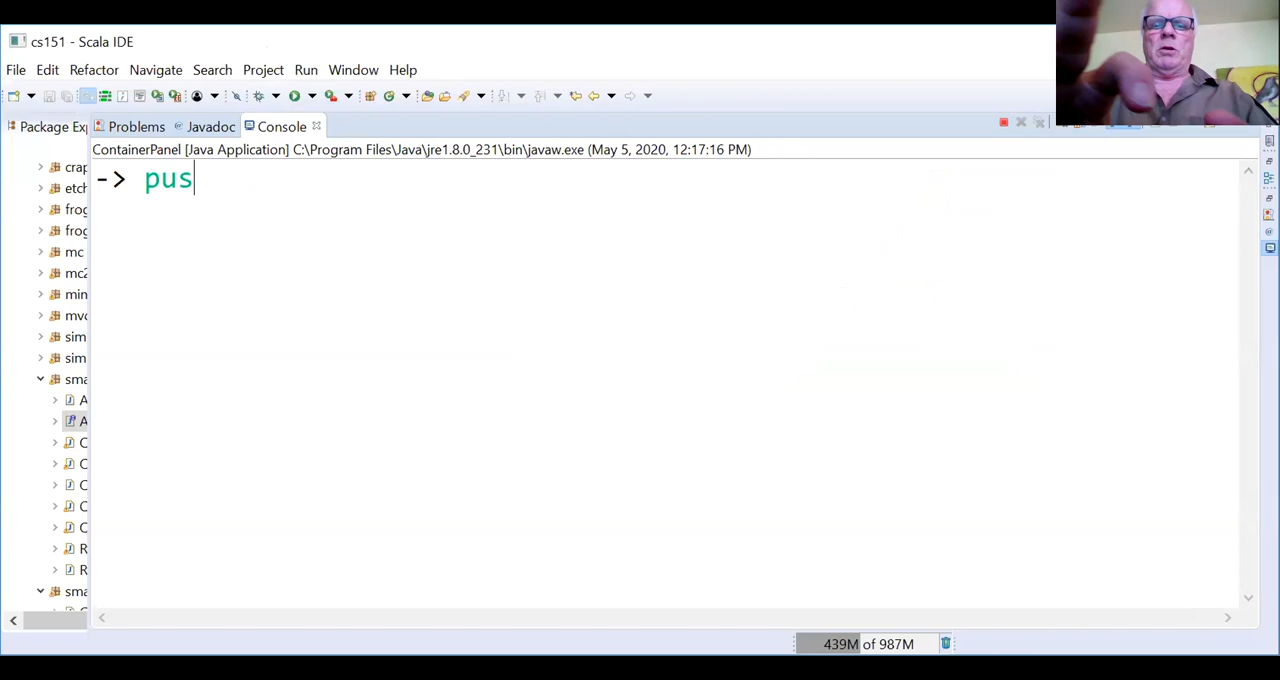 cs151 - Scala IDE
File Edit Refactor Navigate Search Project Run Window Help
Package Exp Problems Javadoc Console
ContainerPanel [Java Application] C:\Program Files\Java\jre1.8.0_231\bin\javaw.exe (May 5, 2020, 12:17:16 PM)
-> pus
crap
etch
frog
frog
mc
mc2
min
mvc
sim
sim
sma
A
A
C
C
C
C
C
R
R
sma
439M of 987M